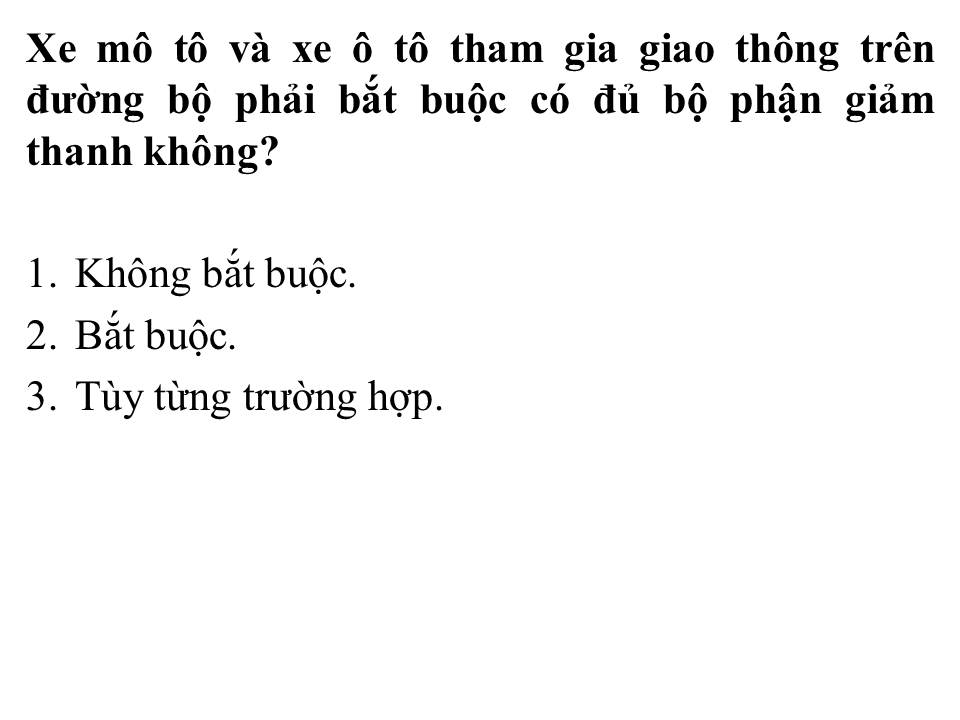 Xe mô tô và xe ô tô tham gia giao thông trên
đường bộ phải bắt buộc có đủ bộ phận giảm
thanh không?
1. Không bắt buộc.
2. Bắt buộc.
3. Tùy từng trường hợp.